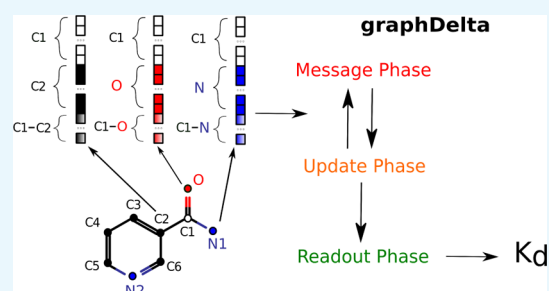 graphDelta
C1
C1
C1
C2
O
N
C1-C2
C1-O
C1-N
Message Phase
Update Phase
Readout Phase
Kd
O
C3
C2
C4
C1
N1
C5
C6
N2